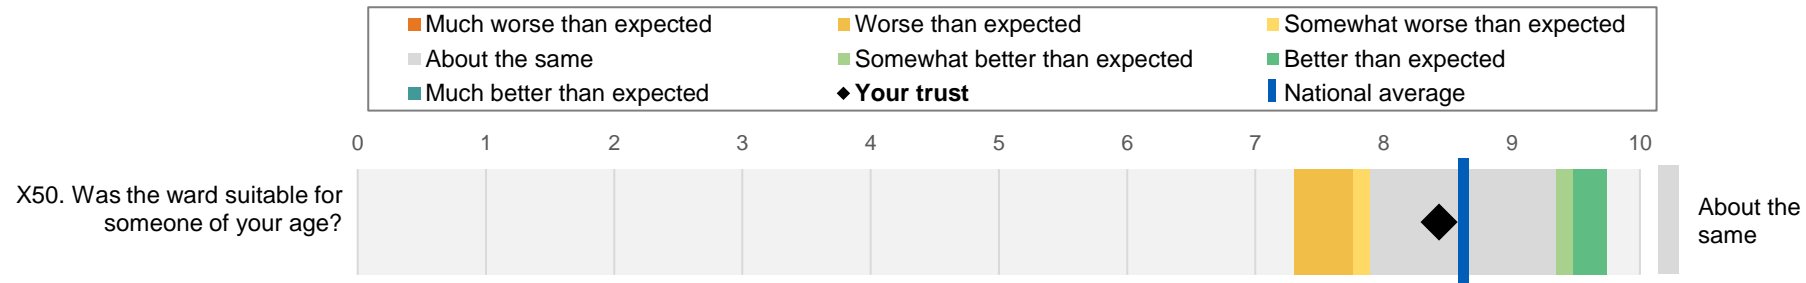 Much worse than expected
Worse than expected
Somewhat worse than expected
About the same
Somewhat better than expected
Better than expected
Much better than expected
Your trust
National average
0 1 2 3 4 5 6 7 8 9 10
X50. Was the ward suitable for
someone of your age?
About the
same